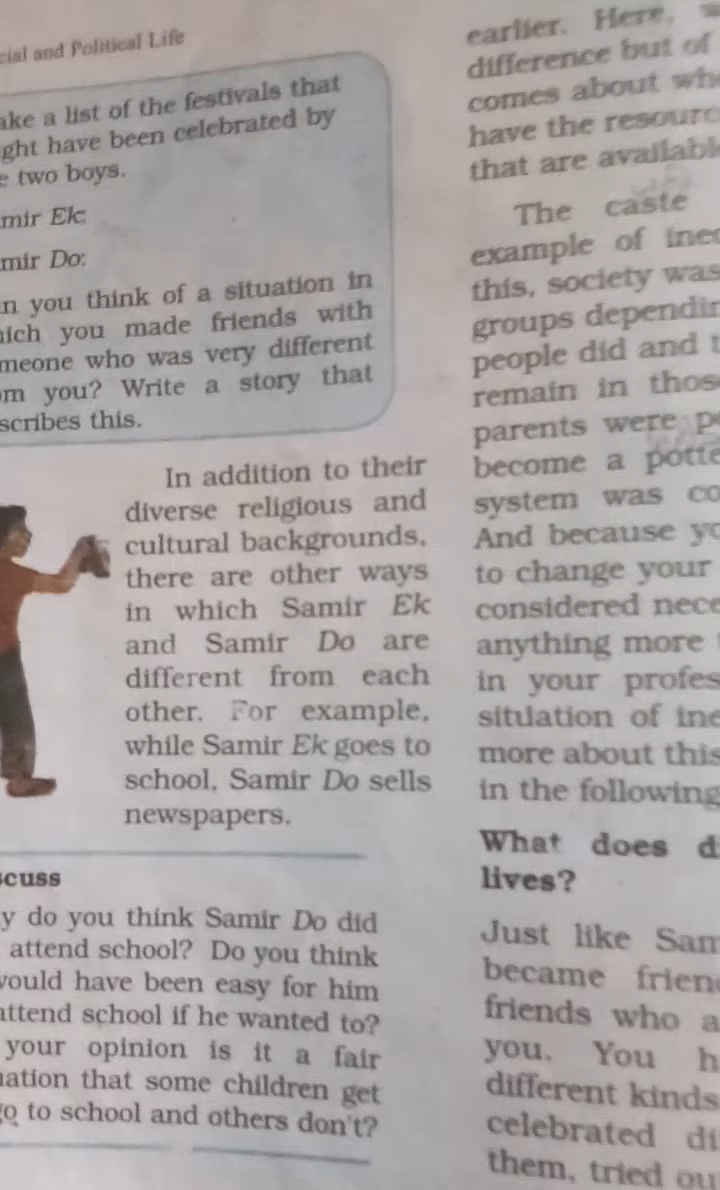 cial and Political Life
ake a list of the festivals that
ght have been celebrated by
e two boys.
mir Ek:
mir Do:
n you think of a situation in
ich you made friends with
meone who was very different
om you? Write a story that
scribes this.
In addition to their
diverse religious and
cultural backgrounds,
there are other ways
in which Samir Ek
and Samir Do are
different from each
other. For example,
while Samir Ek goes to
school, Samir Do sells
newspapers.
scuss
y do you think Samir Do did
attend school? Do you think
would have been easy for him
attend school if he wanted to?
your opinion is it a fair
uation that some children get
go to school and others don't?
earlier. Here,
difference but of
comes about wh
have the resourc
that are availabl
The caste
example of ineq
this, society was
groups dependin
people did and t
remain in thos
parents were p
become a potte
system was co
And because yo
to change your
considered nece
anything more
in your profes
situation of ine
more about this
in the following
What does d
lives?
Just like Sam
became frien
friends who a
you. You h
different kinds
celebrated di
them, tried ou